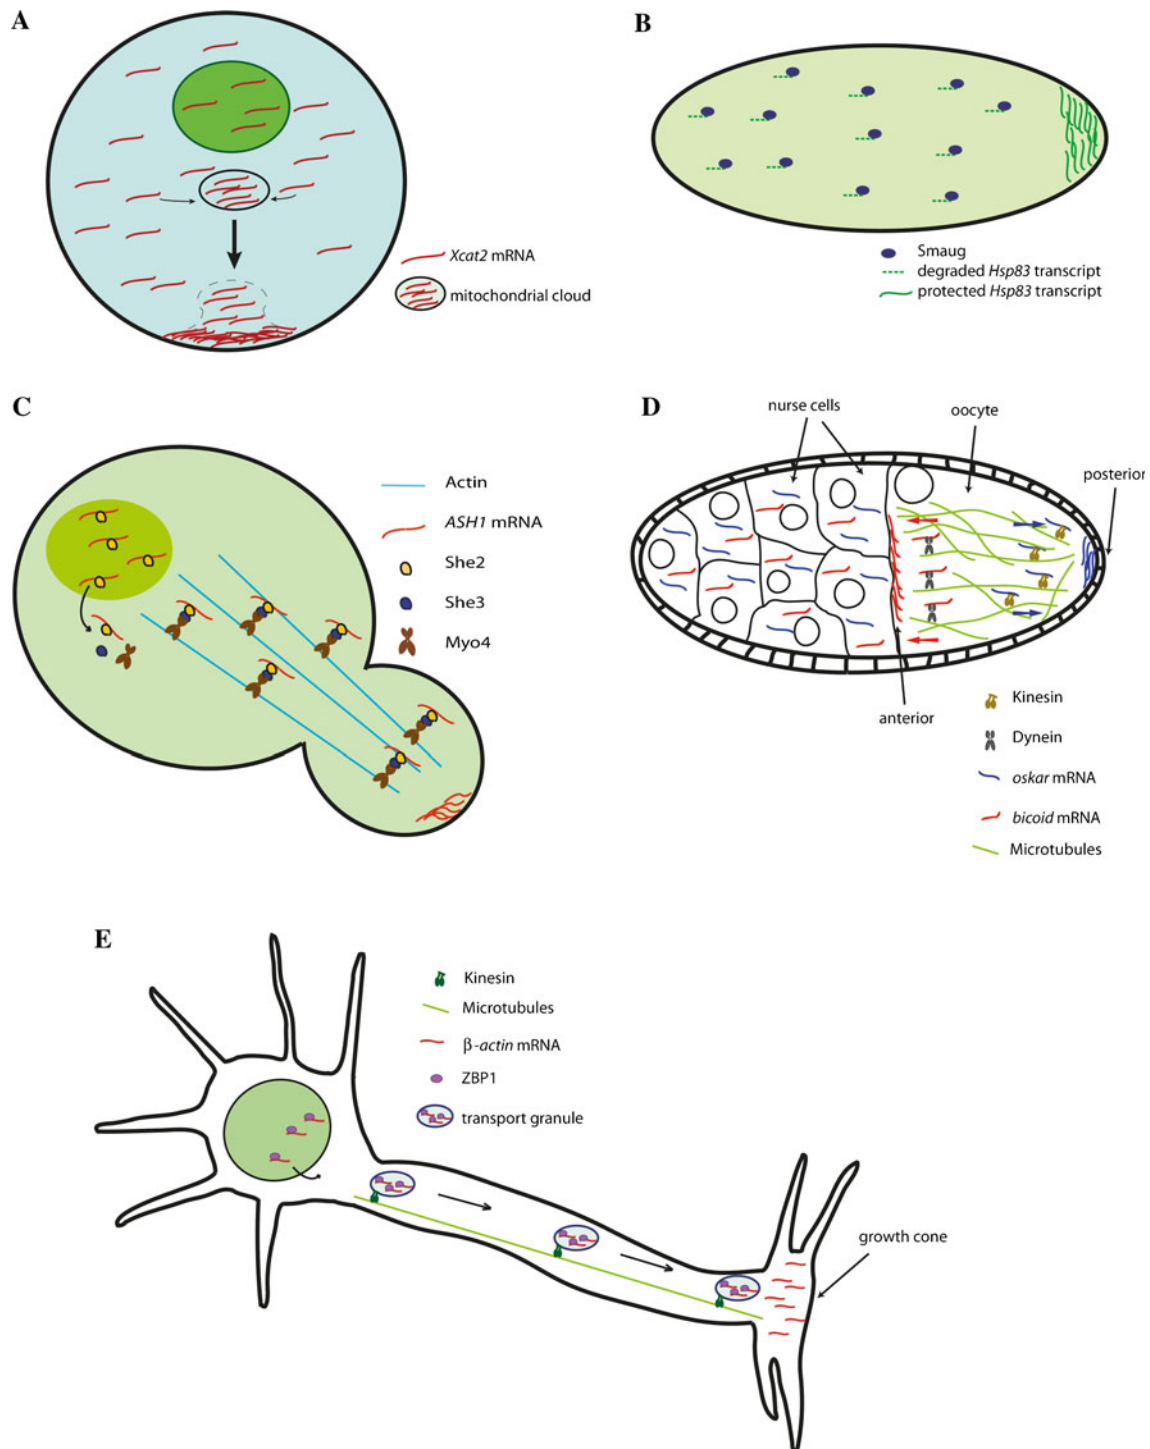 A
Xcat2 mRNA
mitochondrial cloud
B
Smaug
degraded Hsp83 transcript
protected Hsp83 transcript
C
Actin
ASH1 mRNA
She2
She3
Myo4
D
nurse cells
oocyte
posterior
anterior
Kinesin
Dynein
oskar mRNA
bicoid mRNA
Microtubules
E
Kinesin
Microtubules
β-actin mRNA
ZBP1
transport granule
growth cone